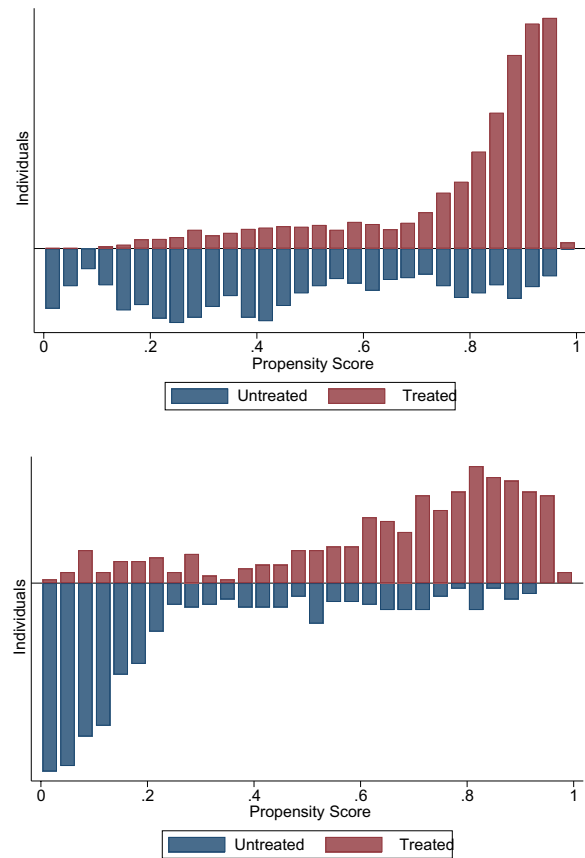 Individuals
0 .2 .4 .6 .8 1
Propensity Score
Untreated Treated
Individuals
0 .2 .4 .6 .8 1
Propensity Score
Untreated Treated